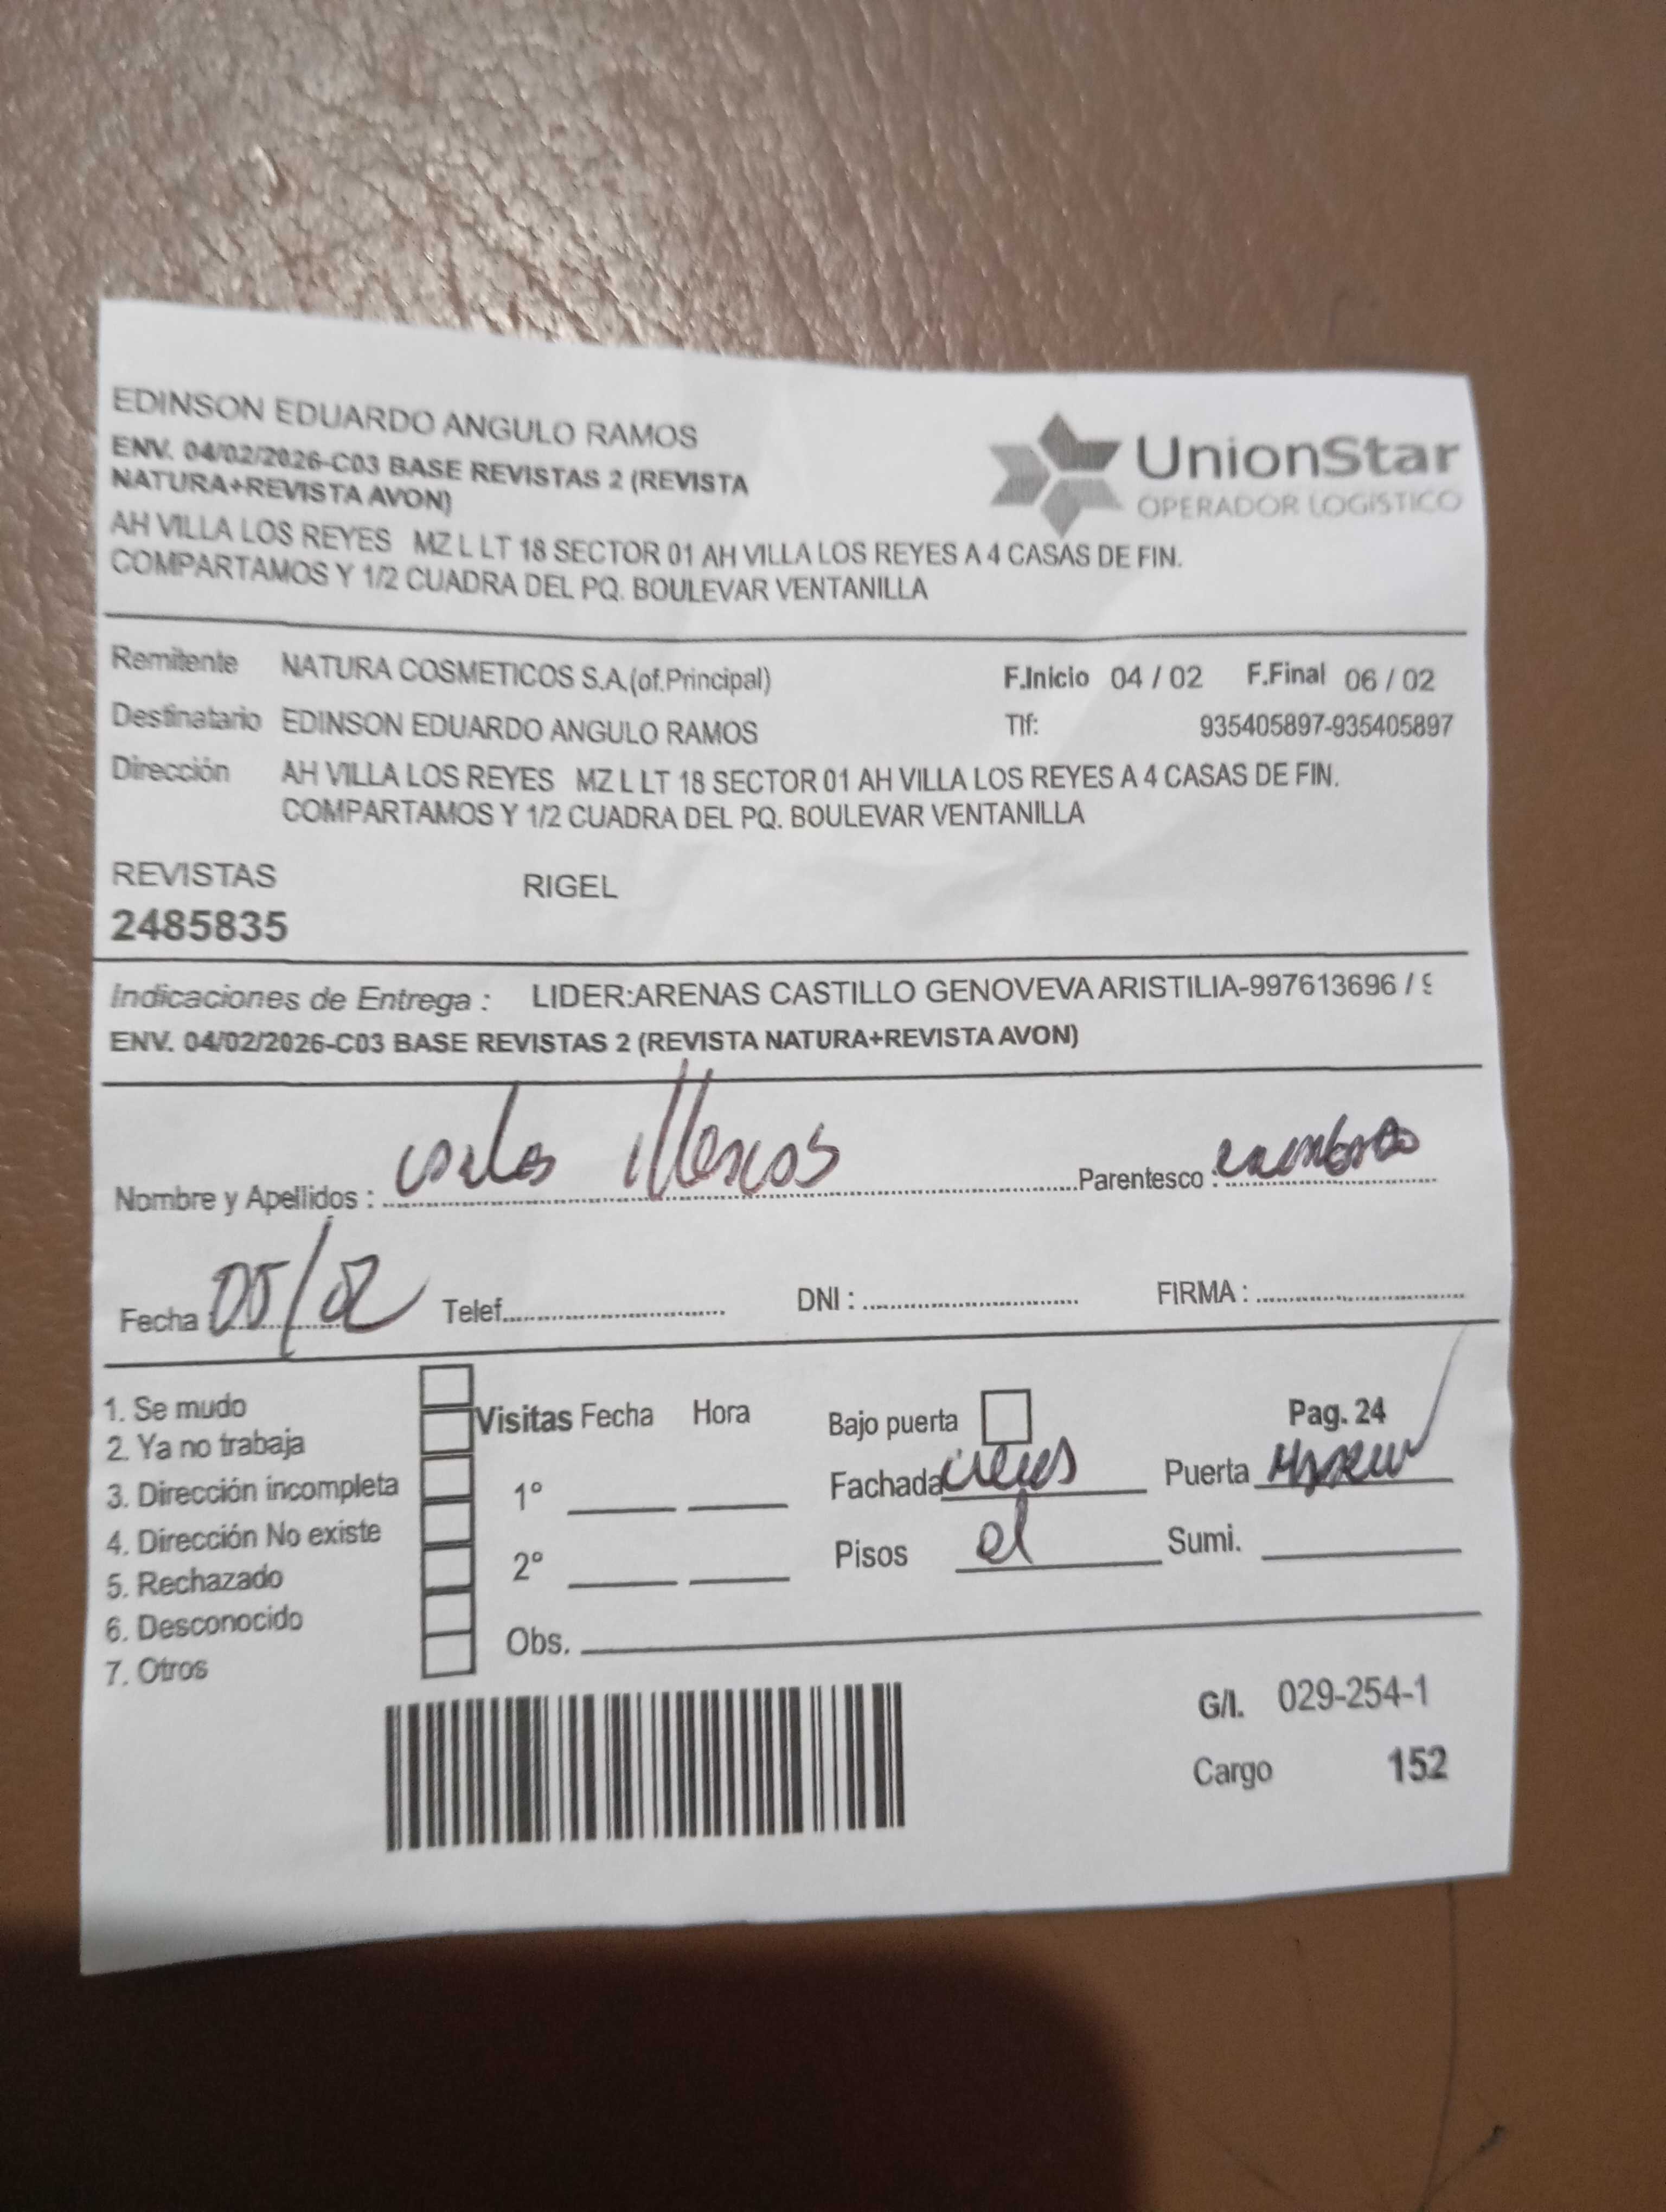 EDINSON EDUARDO ANGULO RAMOS
ENV. 04/02/2026-C03 BASE REVISTAS 2 (REVISTA
NATURA+REVISTA AVON)
UnionStar
OPERADOR LOGÍSTICO
AH VILLA LOS REYES MZ L LT 18 SECTOR 01 AH VILLA LOS REYES A 4 CASAS DE FIN.
COMPARTAMOS Y 1/2 CUADRA DEL PQ. BOULEVAR VENTANILLA
Remitente NATURA COSMETICOS S.A.(of.Principal) F.Inicio 04 / 02 F.Final 06 / 02
Destinatario EDINSON EDUARDO ANGULO RAMOS Tlf: 935405897-935405897
Dirección AH VILLA LOS REYES MZ L LT 18 SECTOR 01 AH VILLA LOS REYES A 4 CASAS DE FIN.
COMPARTAMOS Y 1/2 CUADRA DEL PQ. BOULEVAR VENTANILLA
REVISTAS RIGEL
2485835
Indicaciones de Entrega : LIDER:ARENAS CASTILLO GENOVEVA ARISTILIA-997613696 / 9
ENV. 04/02/2026-C03 BASE REVISTAS 2 (REVISTA NATURA+REVISTA AVON)
Nombre y Apellidos : Parentesco :
Fecha : 05/02 Telef. DNI : FIRMA :
1. Se mudo
2. Ya no trabaja
3. Dirección incompleta
4. Dirección No existe
5. Rechazado
6. Desconocido
7. Otros
Visitas Fecha Hora
1º
2º
Obs.
Bajo puerta Pag. 24
Fachada Puerta
Pisos Sumi.
G/I. 029-254-1
Cargo 152